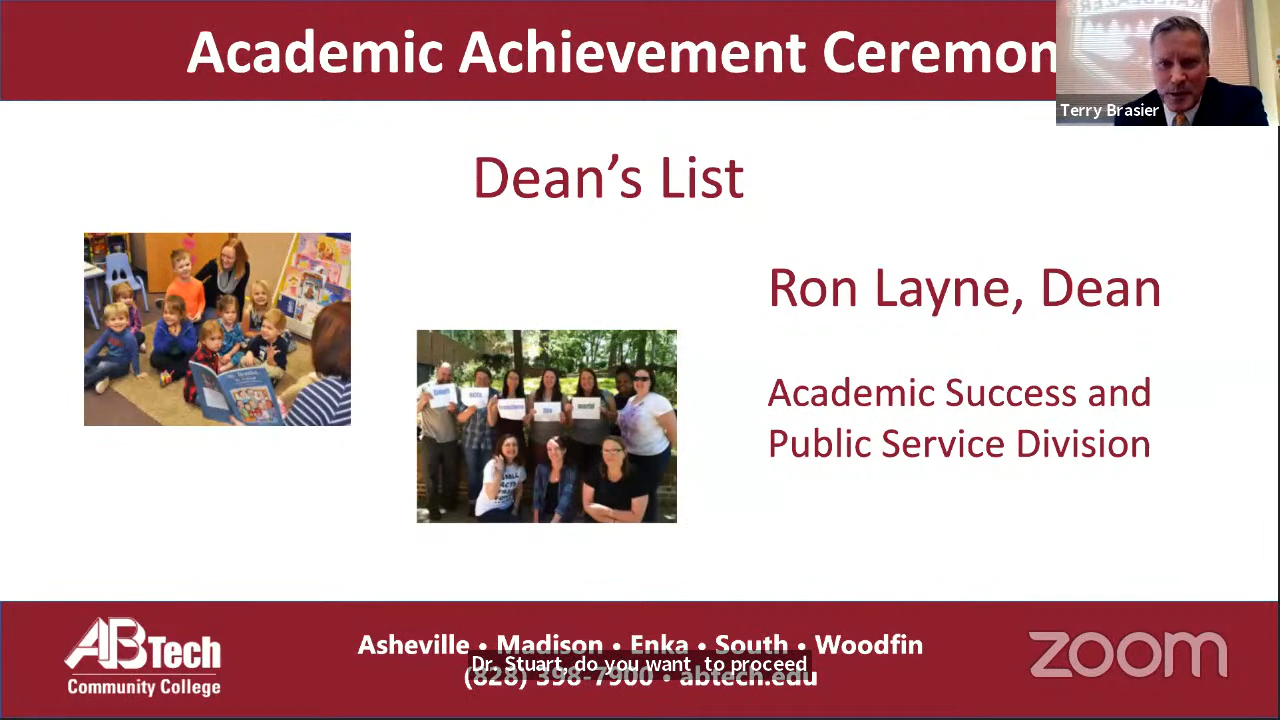 Academic Achievement Ceremon
Terry Brasier
Dean’s List
Ron Layne, Dean
Academic Success and
Public Service Division
AB Tech
Community College
Asheville • Madison • Enka • South • Woodfin
Dr. Stuart, do you want to proceed
(828) 398-7900 • abtech.edu
zoom